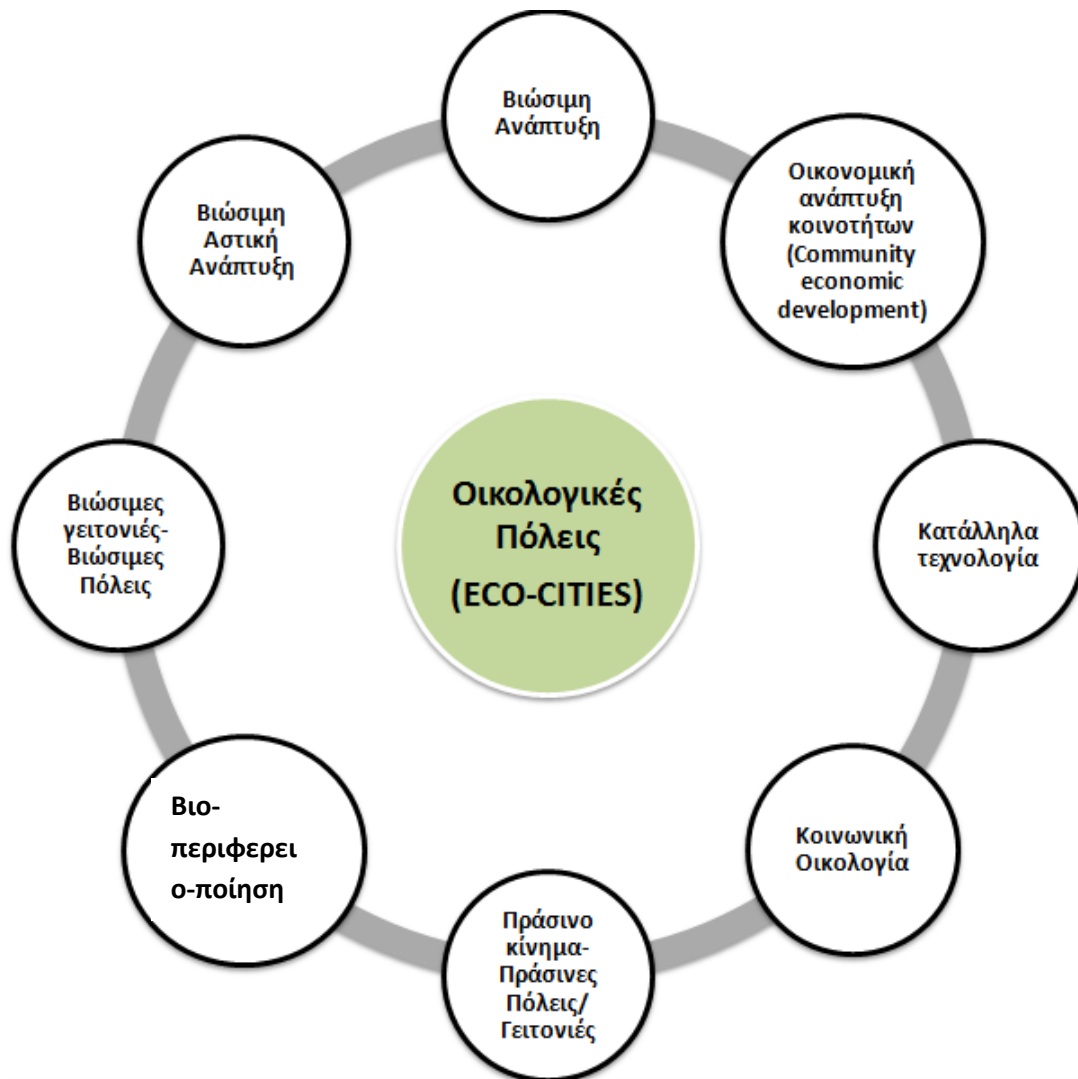 Βιώσιμη
Ανάπτυξη
Οικονομική
ανάπτυξη
κοινοτήτων
(Community
economic
development)
Κατάλληλα
τεχνολογία
Κοινωνική
Οικολογία
Πράσινο
κίνημα-
Πράσινες
Πόλεις/
Γειτονιές
Βιο-
περιφερει
ο-ποίηση
Βιώσιμες
γειτονιές-
Βιώσιμες
Πόλεις
Βιώσιμη
Αστική
Ανάπτυξη
Οικολογικές
Πόλεις
(ECO-CITIES)